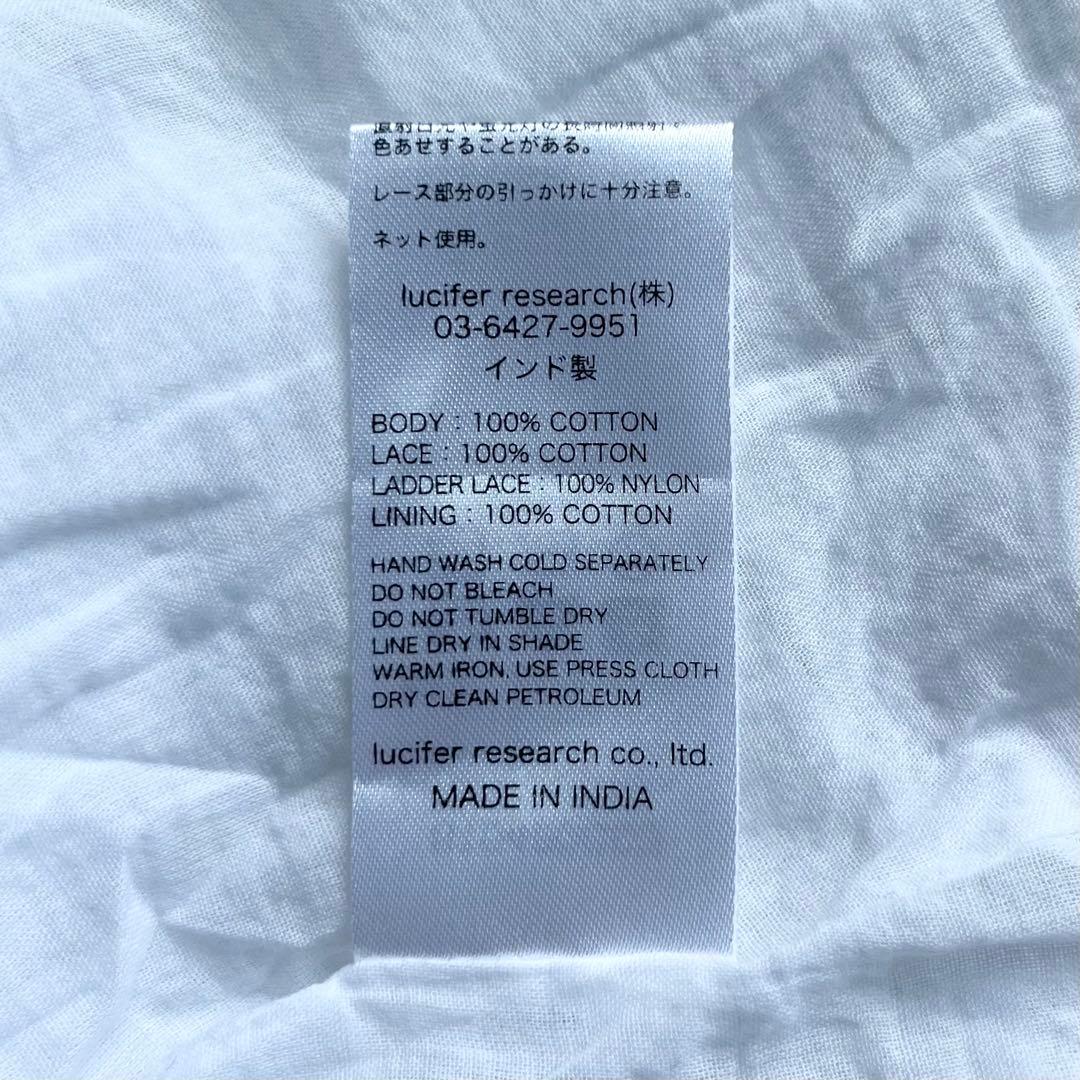 色あせすることがある。
レース部分の引っかけに十分注意。
ネット使用。
lucifer research(株)
03-6427-9951
インド製
BODY : 100% COTTON
LACE : 100% COTTON
LADDER LACE : 100% NYLON
LINING : 100% COTTON
HAND WASH COLD SEPARATELY
DO NOT BLEACH
DO NOT TUMBLE DRY
LINE DRY IN SHADE
WARM IRON, USE PRESS CLOTH
DRY CLEAN PETROLEUM
lucifer research co., ltd.
MADE IN INDIA